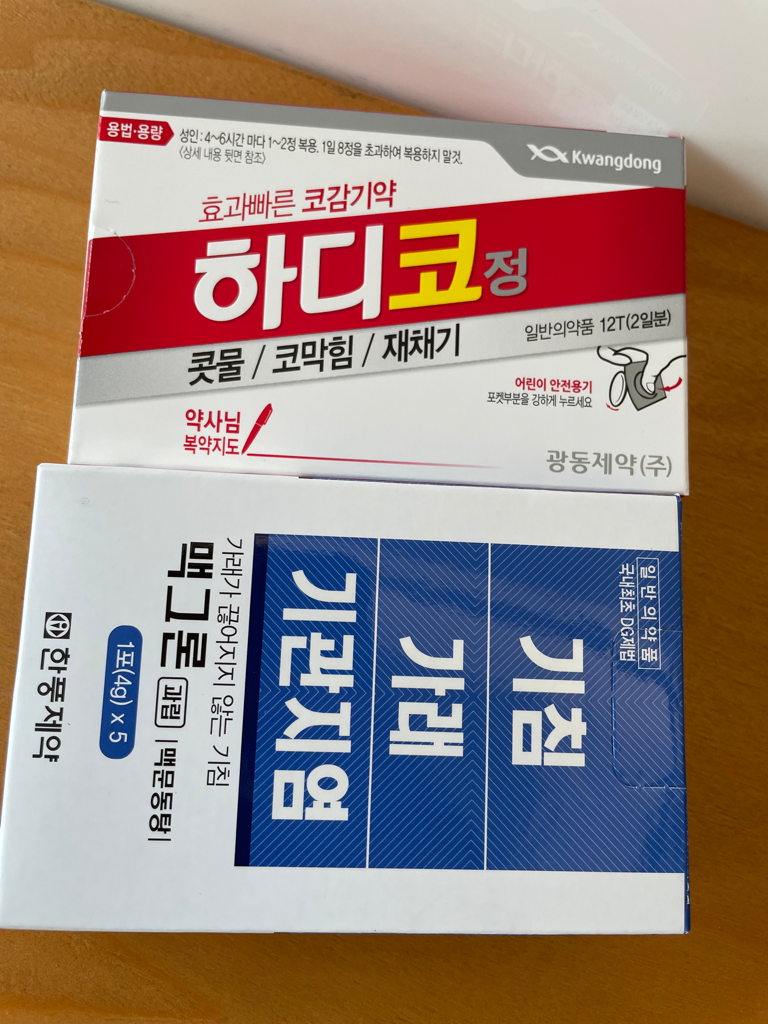 용법·용량
성인 : 4~6시간 마다 1~2정 복용. 1일 8정을 초과하여 복용하지 말것.
(상세 내용 뒷면 참조)
Kwangdong
효과빠른 코감기약
하디코정
콧물 / 코막힘 / 재채기
일반의약품 12T(2일분)
어린이 안전용기
포켓부분을 강하게 누르세요
약사님
복약지도
광동제약(주)
일반의약품
국내최초 DG제법
기침
가래
기관지염
가래가 끊어지지 않는 기침
맥그론 과립 | 맥문동탕 |
1포(4g) x 5
한풍제약